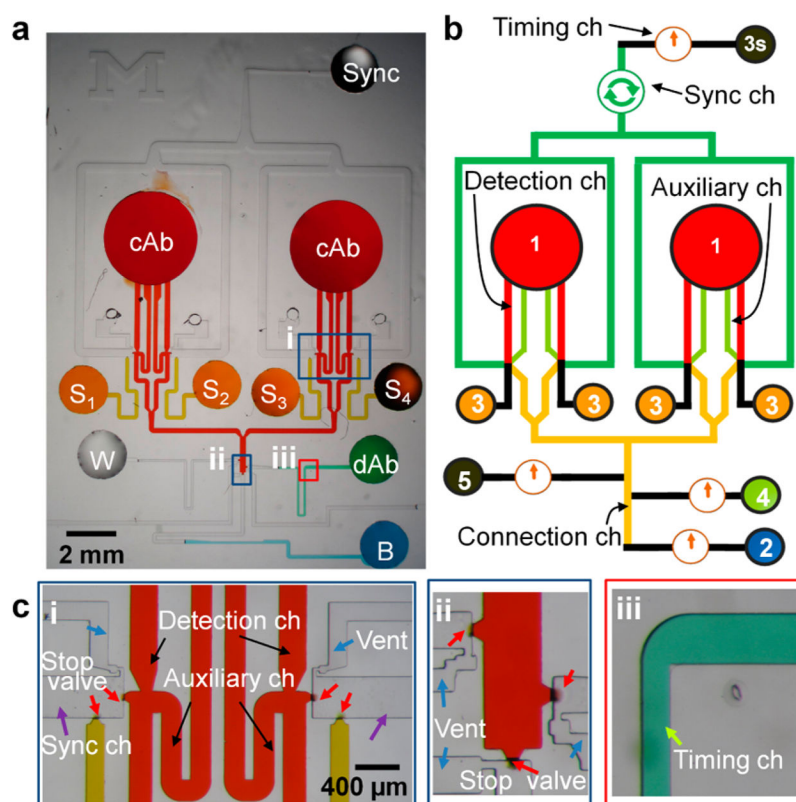 a
M
Sync
cAb
cAb
i
S1
S2
S3
S4
W
ii
iii
dAb
B
2 mm
b
Timing ch
3s
Sync ch
Detection ch
Auxiliary ch
1
1
3
3
3
3
5
4
Connection ch
2
c
i
Detection ch
Vent
Stop
valve
Auxiliary ch
Sync ch
400 µm
ii
Vent
Stop valve
iii
Timing ch